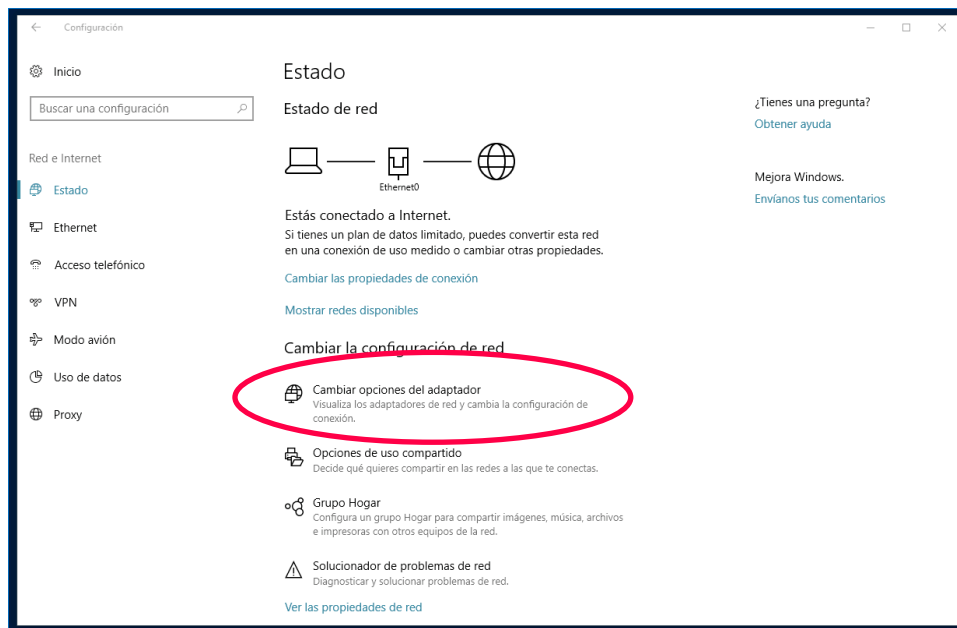 Configuración
Inicio
Buscar una configuración
Red e Internet
Estado
Ethernet
Acceso telefónico
VPN
Modo avión
Uso de datos
Proxy
Estado
Estado de red
Ethernet0
Estás conectado a Internet.
Si tienes un plan de datos limitado, puedes convertir esta red
en una conexión de uso medido o cambiar otras propiedades.
Cambiar las propiedades de conexión
Mostrar redes disponibles
Cambiar la configuración de red
Cambiar opciones del adaptador
Visualiza los adaptadores de red y cambia la configuración de
conexión.
Opciones de uso compartido
Decide qué quieres compartir en las redes a las que te conectas.
Grupo Hogar
Configura un grupo Hogar para compartir imágenes, música, archivos
e impresoras con otros equipos de la red.
Solucionador de problemas de red
Diagnosticar y solucionar problemas de red.
Ver las propiedades de red
¿Tienes una pregunta?
Obtener ayuda
Mejora Windows.
Envíanos tus comentarios